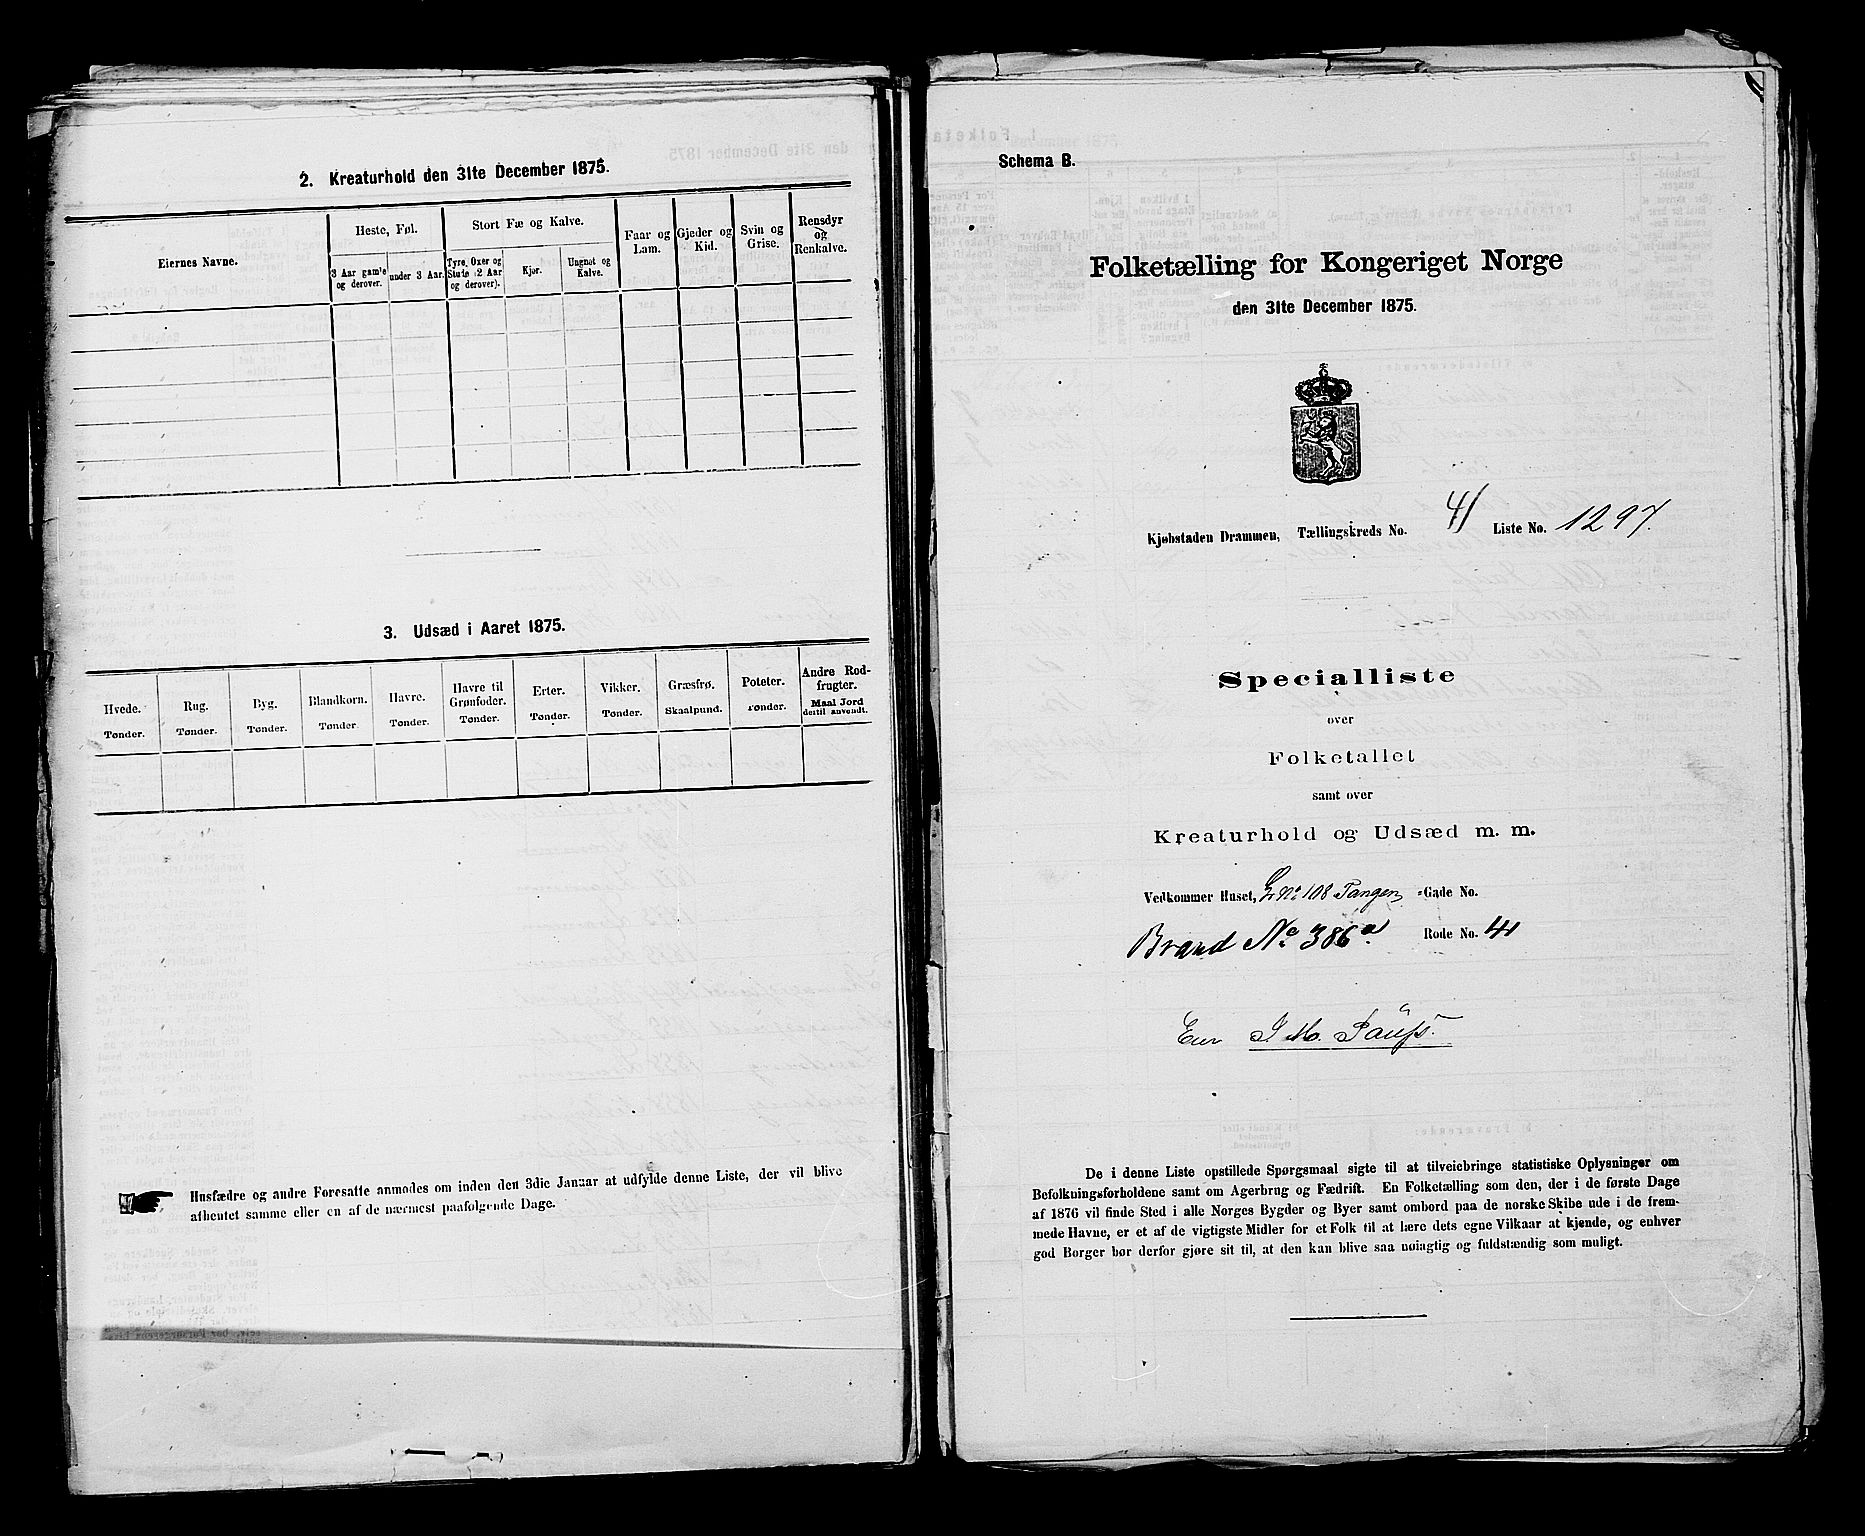 2. Kreaturhold den 31te December 1875.
Eiernes Navne.
Heste, Føl.
3 Aar gam'e og derover.
under 3 Aar.
Stort Fæ og Kalve.
Tyre, Oxer og Stude (2 Aar og derover).
Kjør.
Ungnøt og Kalve.
Faar og Lam.
Gjeder og Kid.
Svin og Grise.
Rensdyr og Renkalve.
3. Udsæd i Aaret 1875.
Hvede. Tønder.
Rug. Tønder.
Byg. Tønder.
Blandkorn. Tønder.
Havre. Tønder.
Havre til Grønfoder. Tønder.
Erter. Tønder.
Vikker. Tønder.
Græsfrø. Skaalpund.
Poteter. Tønder.
Andre Rodfrugter. Maal Jord dertil anvendt.
Husfædre og andre Foresatte anmodes om inden den 3die Januar at udfylde denne Liste, der vil blive
afhentet samme eller en af de nærmest paafølgende Dage.
Schema B.
Folketælling for Kongeriget Norge
den 31te December 1875.
Kjøbstaden Drammen, Tællingskreds No. 41 Liste No. 1297.
Specialliste
over
Folketallet
samt over
Kreaturhold og Udsæd m. m.
Vedkommer Huset, No 108 Tangen -Gade No.
Brand No 386a. Rode No. 41
Eier I. M. Paüss.
De i denne Liste opstillede Spørgsmaal sigte til at tilveiebringe statistiske Oplysninger om
Befolkningsforholdene samt om Agerbrug og Fædrift. En Folketælling som den, der i de første Dage
af 1876 vil finde Sted i alle Norges Bygder og Byer samt ombord paa de norske Skibe ude i de frem-
mede Havne, er et af de vigtigste Midler for et Folk til at lære dets egne Vilkaar at kjende, og enhver
god Borger bør derfor gjøre sit til, at den kan blive saa nøiagtig og fuldstændig som muligt.